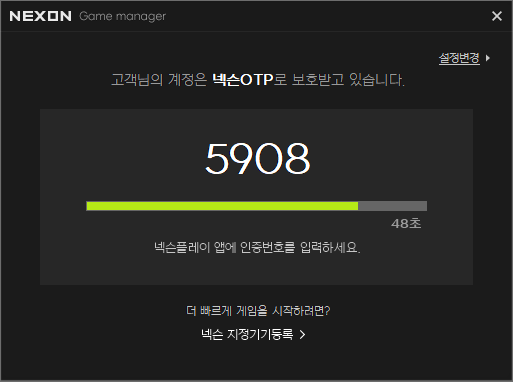 NEXON Game manager
설정변경
고객님의 계정은 넥슨OTP로 보호받고 있습니다.
5908
48초
넥슨플레이 앱에 인증번호를 입력하세요.
더 빠르게 게임을 시작하려면?
넥슨 지정기기등록 >